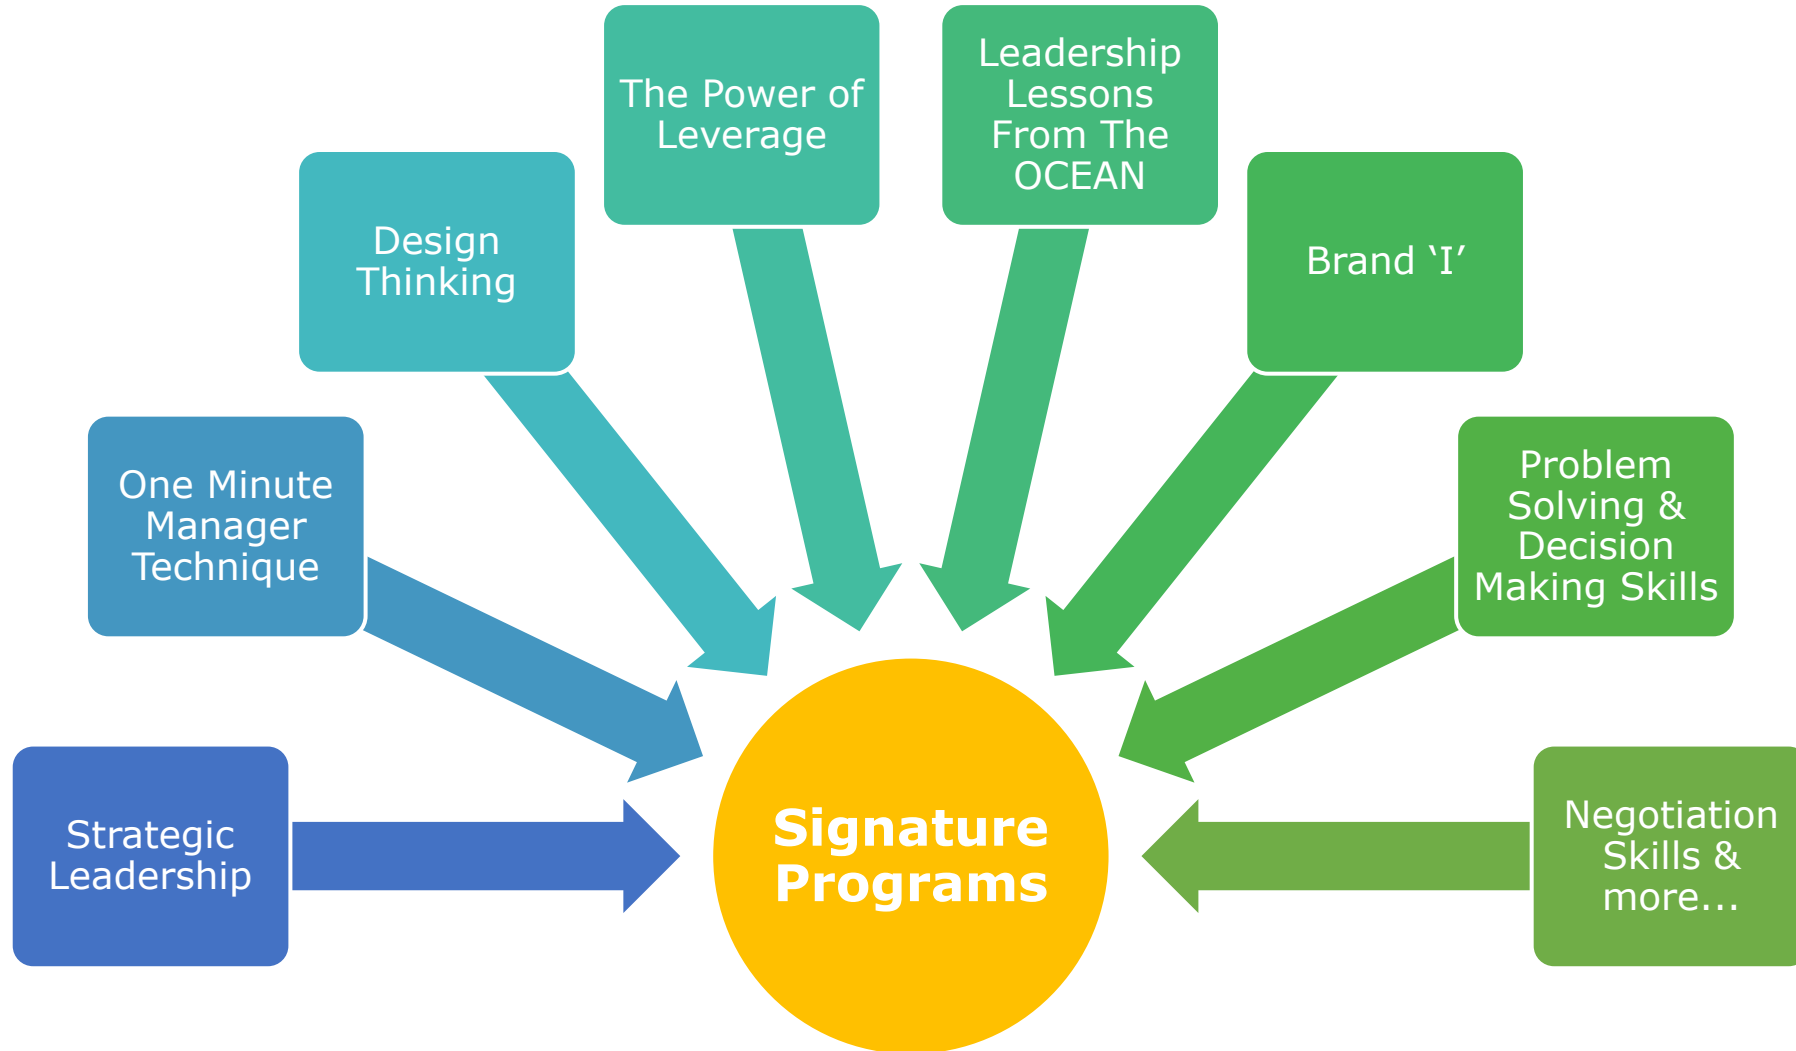 Strategic
Leadership
One Minute
Manager
Technique
Design
Thinking
The Power of
Leverage
Leadership
Lessons
From The
OCEAN
Brand ‘I’
Problem
Solving &
Decision
Making Skills
Negotiation
Skills &
more...
Signature
Programs